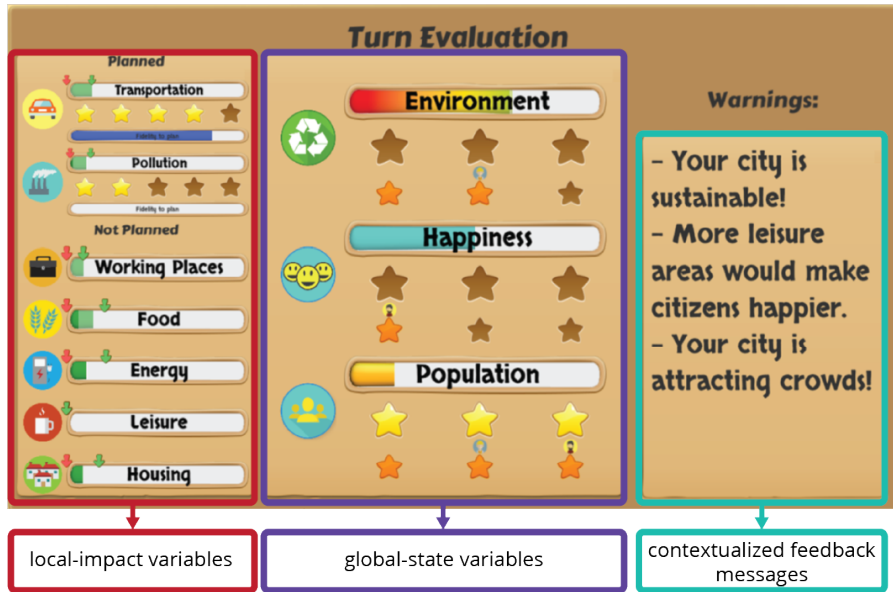 Turn Evaluation
Planned
Transportation
Fidelity to plan
Pollution
Fidelity to plan
Not Planned
Working Places
Food
Energy
Leisure
Housing
Environment
Happiness
Population
Warnings:
– Your city is
sustainable!
– More leisure
areas would make
citizens happier.
– Your city is
attracting crowds!
local-impact variables
global-state variables
contextualized feedback
messages